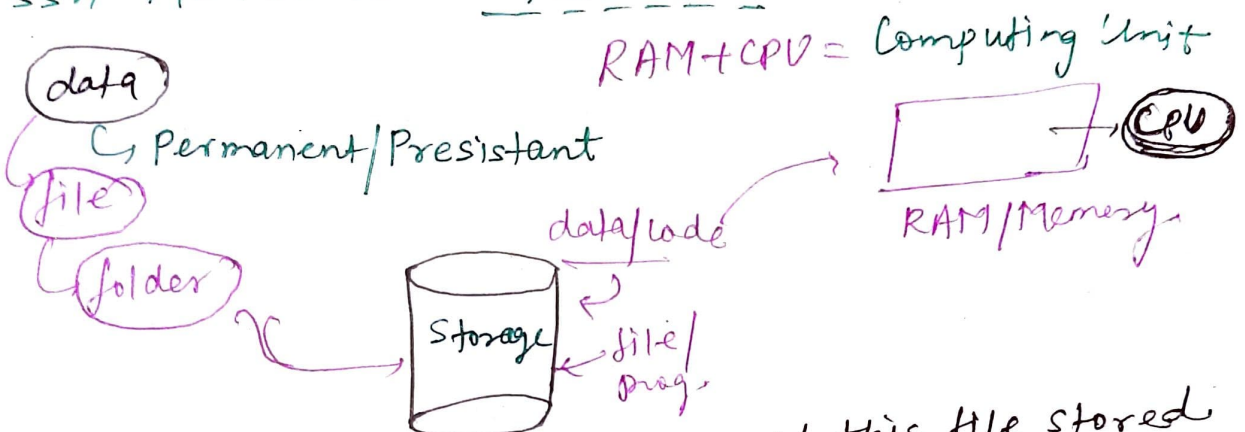 RAM+CPU = Computing Unit
data
Permanent/Presistant
CPU
file
RAM/Memory.
data/code
folder
Storage
file/
prog.
this file stored